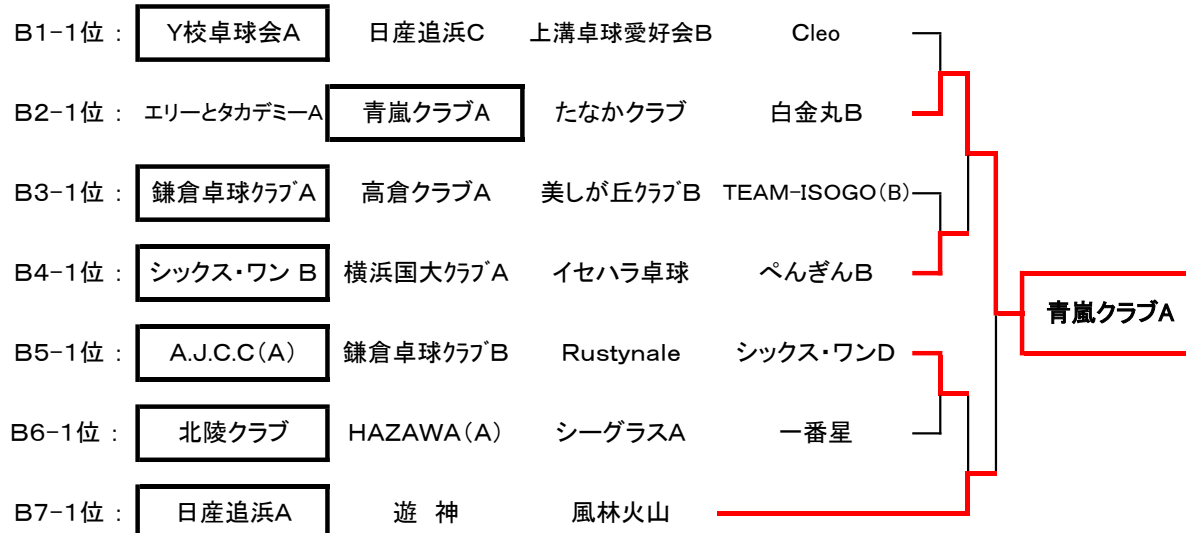 B1-1位 : Y校卓球会A 日産追浜C 上溝卓球愛好会B Cleo
B2-1位 : エリーとタカデミーA 青嵐クラブA たなかクラブ 白金丸B
B3-1位 : 鎌倉卓球ｸﾗﾌﾞA 高倉クラブA 美しが丘ｸﾗﾌﾞB TEAM-ISOGO(B)
B4-1位 : シックス・ワン B 横浜国大ｸﾗﾌﾞA イセハラ卓球 ぺんぎんB
青嵐クラブA
B5-1位 : A.J.C.C(A) 鎌倉卓球ｸﾗﾌﾞB Rustynale シックス・ワンD
B6-1位 : 北陵クラブ HAZAWA(A) シーグラスA 一番星
B7-1位 : 日産追浜A 遊 神 風林火山